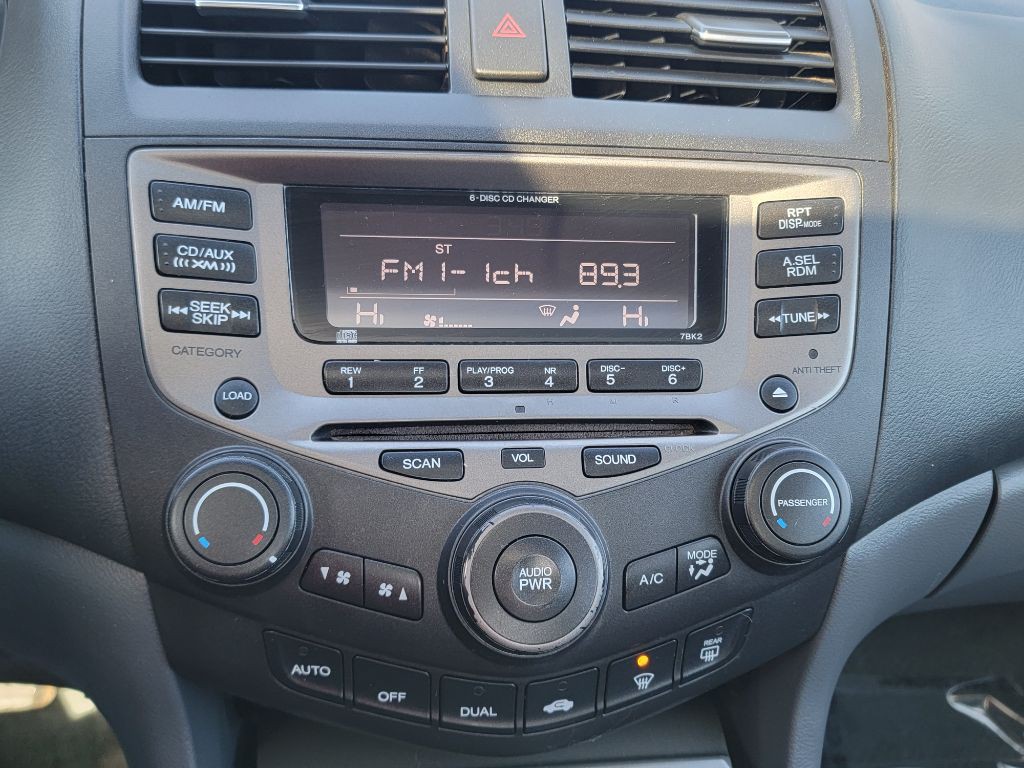 6-DISC CD CHANGER
AM/FM
RPT
DISP-MODE
ST
CD/AUX
(((XM)))
FM1-1ch 89.3
A.SEL
RDM
SEEK
SKIP
Hi
Hi
TUNE
7BK2
CATEGORY
REW
1
FF
2
PLAY/PROG
3
NR
4
DISC-
5
DISC+
6
ANTI THEFT
LOAD
SCAN
VOL
SOUND
CLOCK
PASSENGER
AUDIO
PWR
A/C
MODE
AUTO
OFF
DUAL
REAR